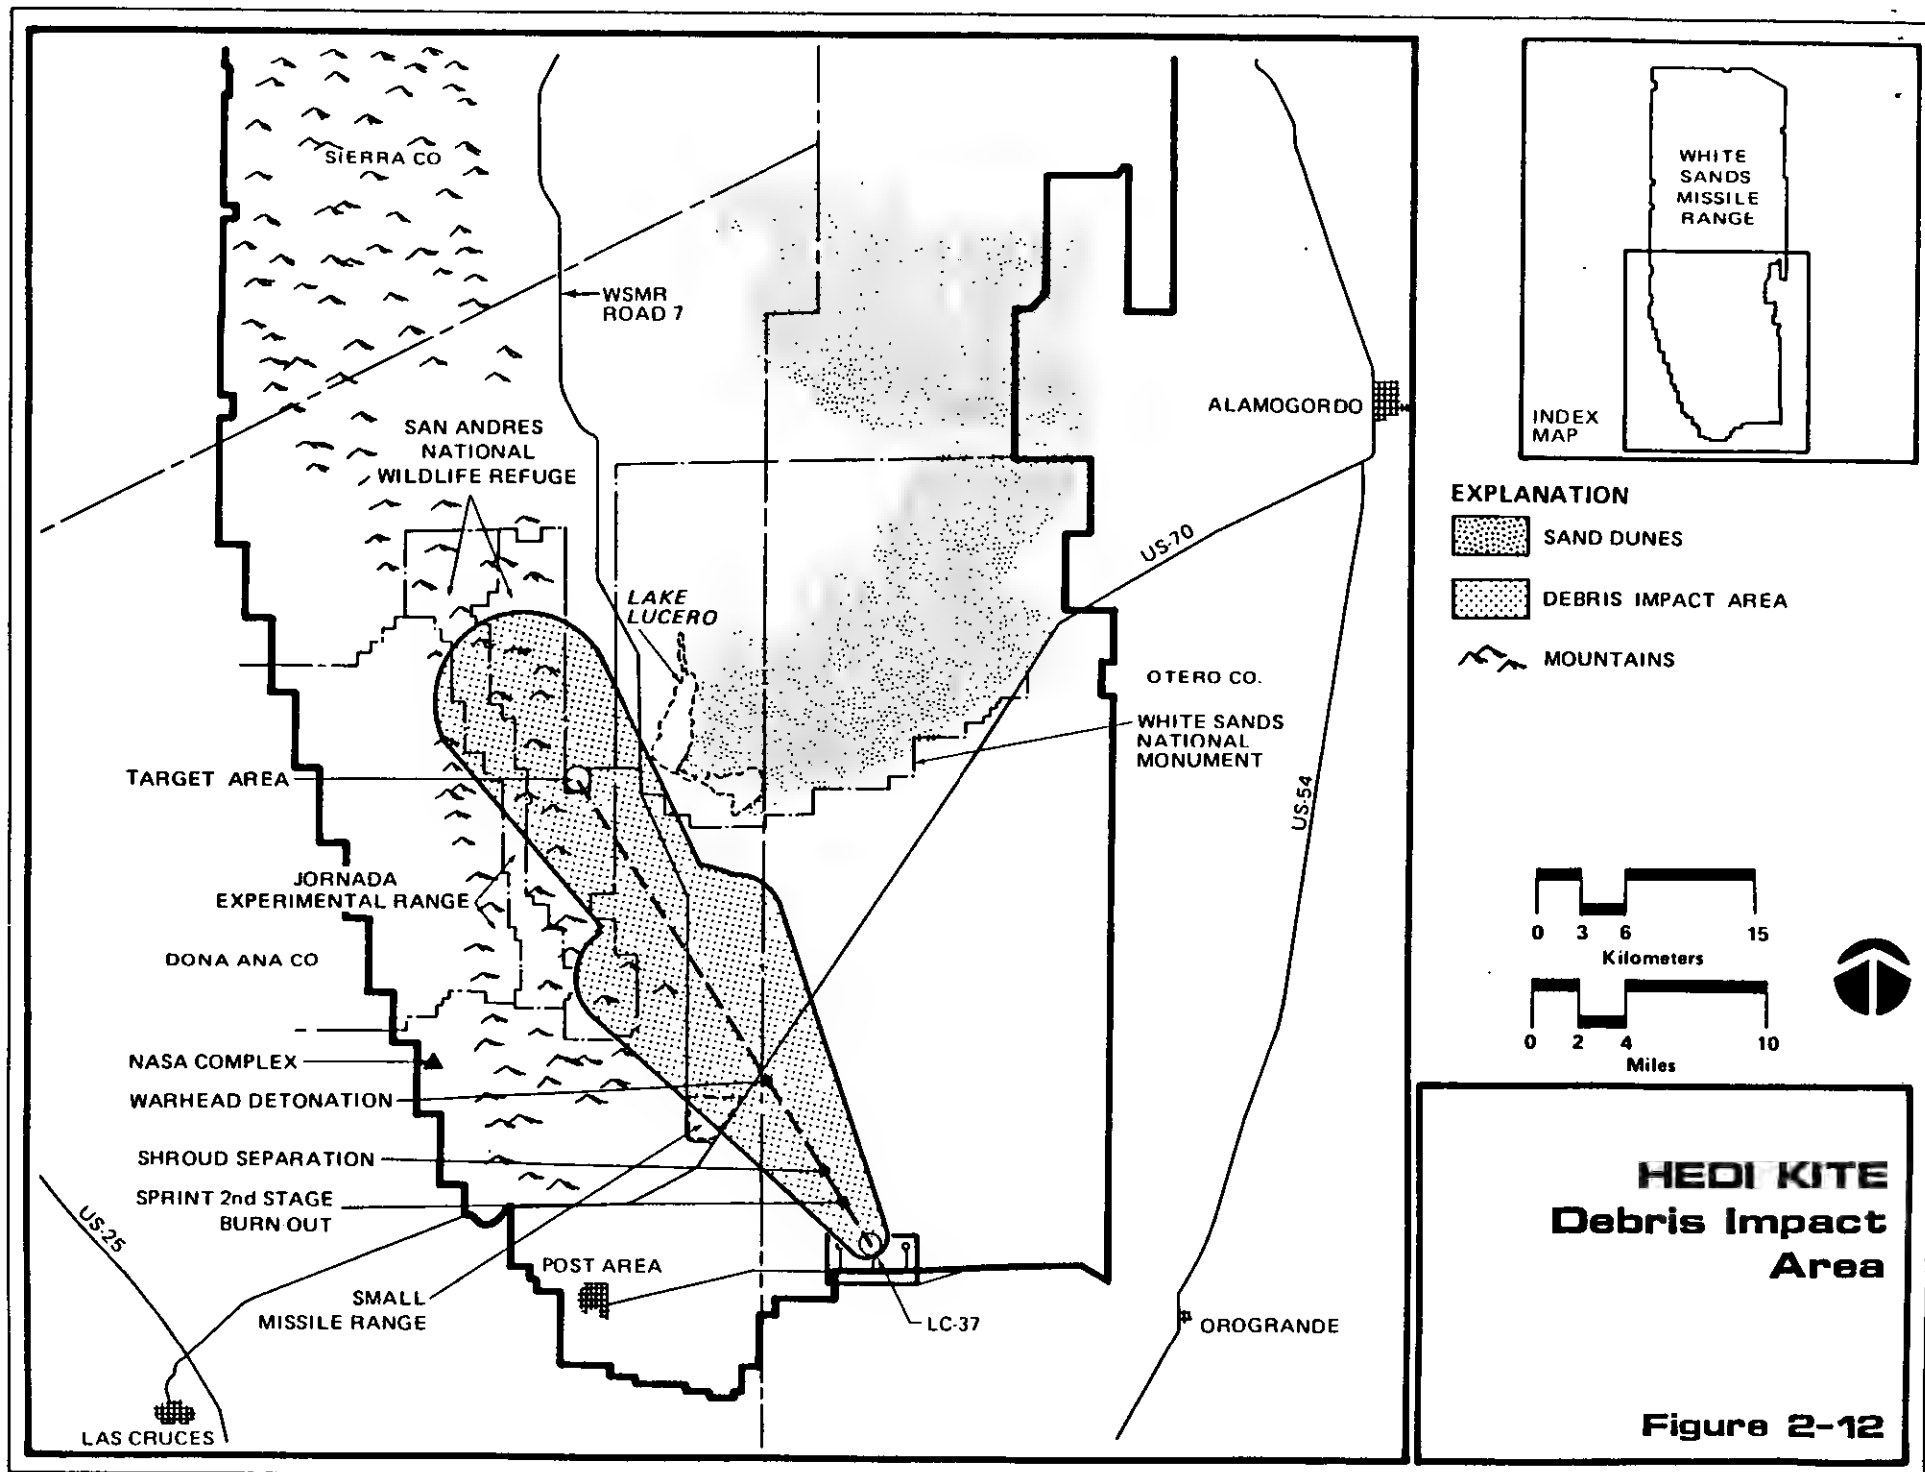 SIERRA CO
WSMR
ROAD 7
SAN ANDRES
NATIONAL
WILDLIFE REFUGE
ALAMOGORDO
US-70
LAKE
LUCERO
OTERO CO.
WHITE SANDS
NATIONAL
MONUMENT
TARGET AREA
US-54
JORNADA
EXPERIMENTAL RANGE
DONA ANA CO
NASA COMPLEX
WARHEAD DETONATION
SHROUD SEPARATION
SPRINT 2nd STAGE
BURN OUT
US-25
POST AREA
SMALL
MISSILE RANGE
LC-37
OROGRANDE
LAS CRUCES
WHITE
SANDS
MISSILE
RANGE
INDEX
MAP
EXPLANATION
SAND DUNES
DEBRIS IMPACT AREA
MOUNTAINS
0 3 6 15
Kilometers
0 2 4 10
Miles
HEDI KITE
Debris Impact
Area
Figure 2-12